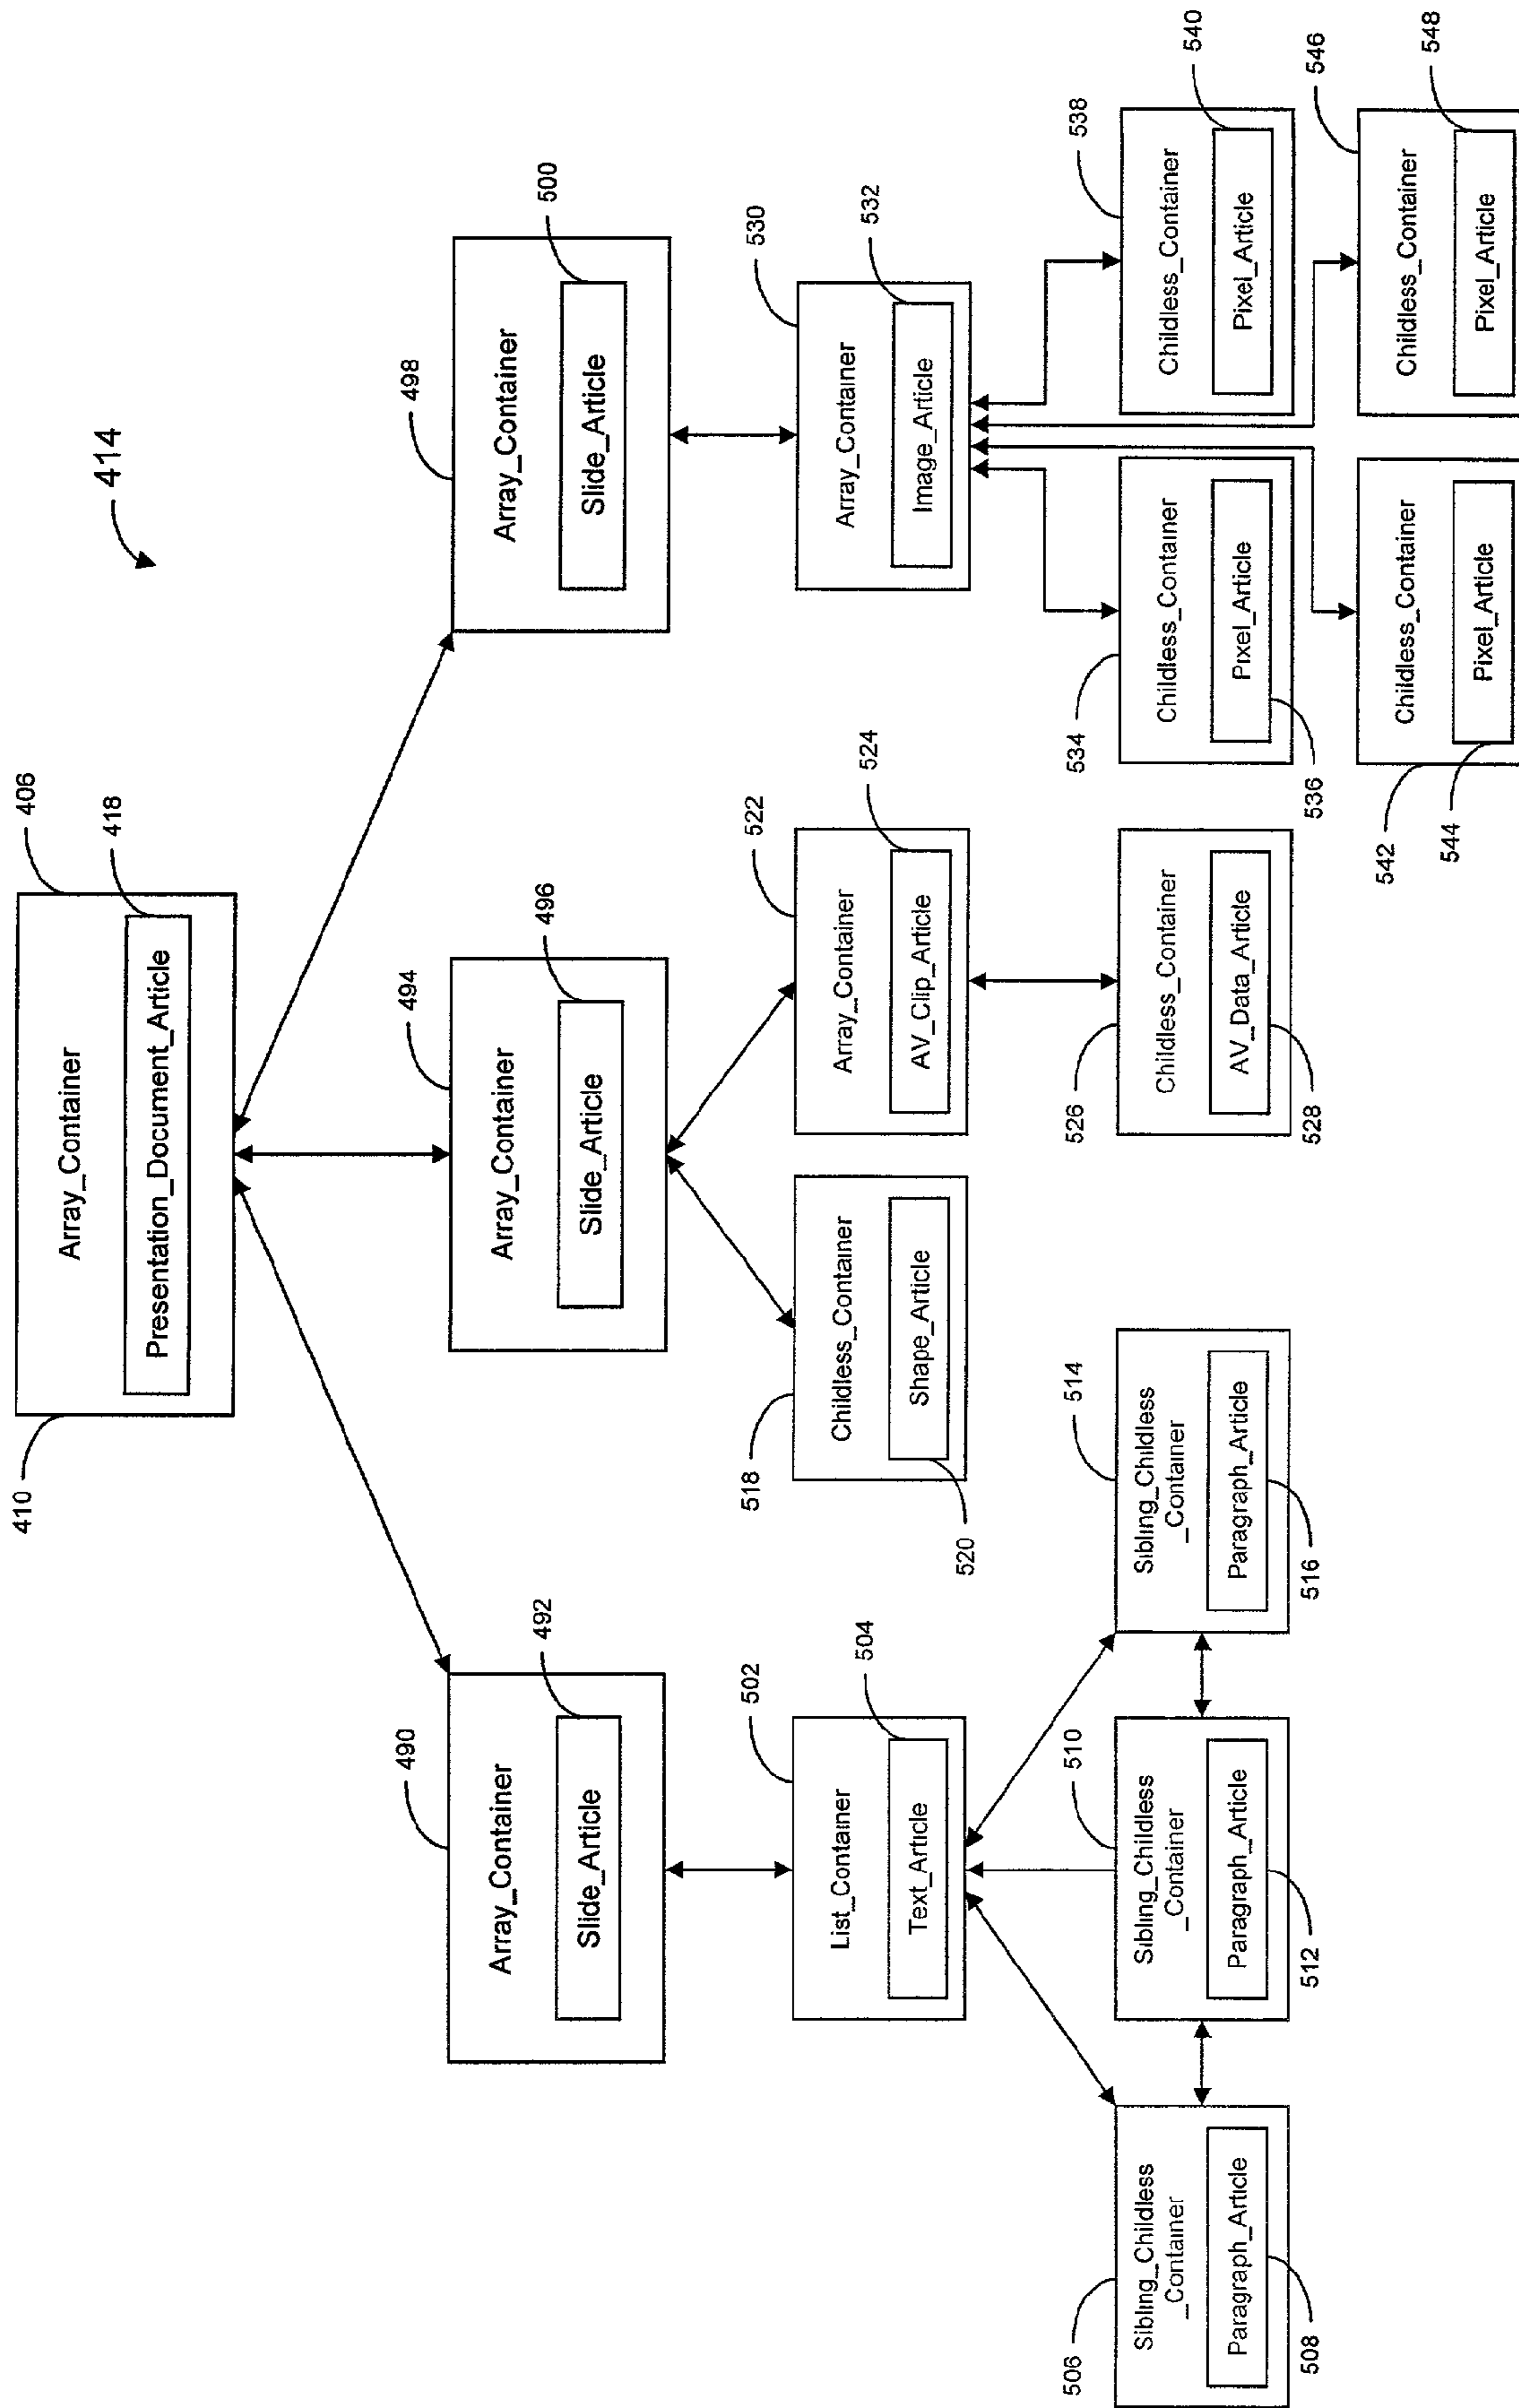 414
406
410
Array_Container
Presentation_Document_Article
418
490
Array_Container
Slide_Article
492
494
Array_Container
Slide_Article
496
498
Array_Container
Slide_Article
500
502
List_Container
Text_Article
504
518
Childless_Container
Shape_Article
520
522
Array_Container
AV_Clip_Article
524
530
Array_Container
Image_Article
532
506
Sibling_Childless
_Container
Paragraph_Article
508
510
Sibling_Childless
_Container
Paragraph_Article
512
514
Sibling_Childless
_Container
Paragraph_Article
516
526
Childless_Container
AV_Data_Article
528
534
Childless_Container
Pixel_Article
536
538
Childless_Container
Pixel_Article
540
542
Childless_Container
Pixel_Article
544
546
Childless_Container
Pixel_Article
548